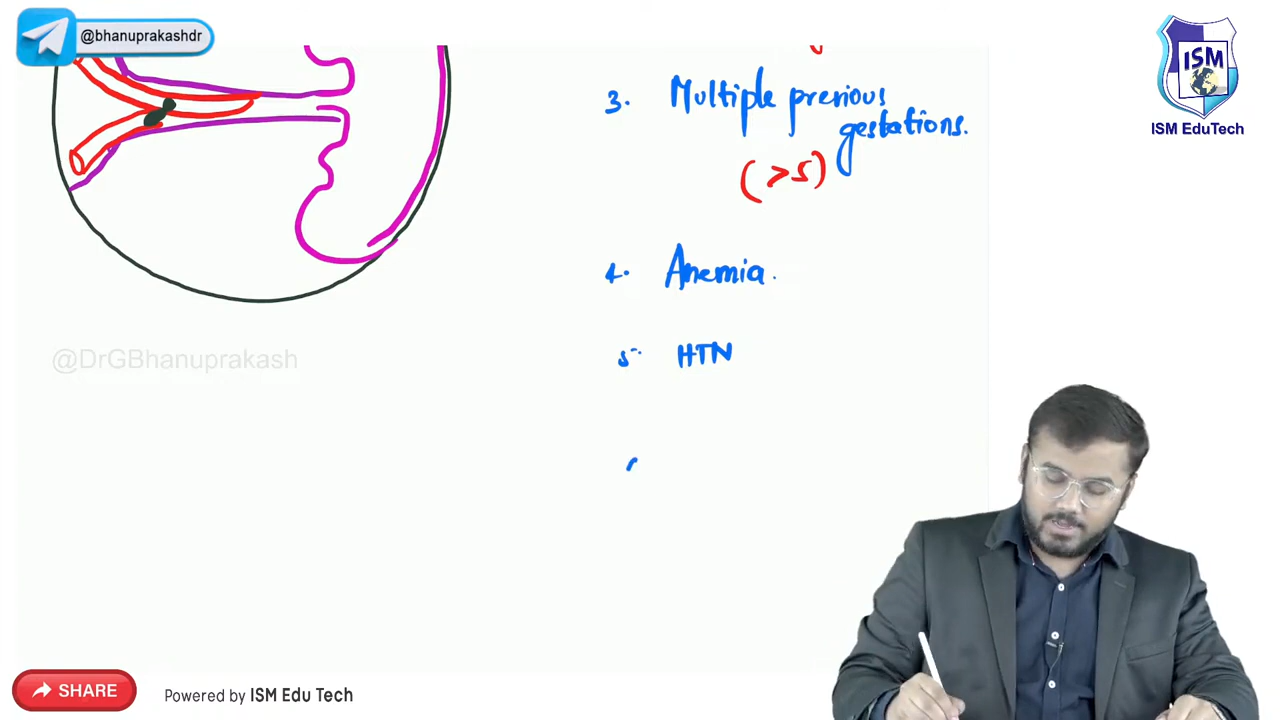 @bhanuprakashdr
ISM
ISM EduTech
3. Multiple previous
gestations.
(>5)
4. Anemia.
5. HTN
@DrGBhanuprakash
SHARE
Powered by ISM Edu Tech